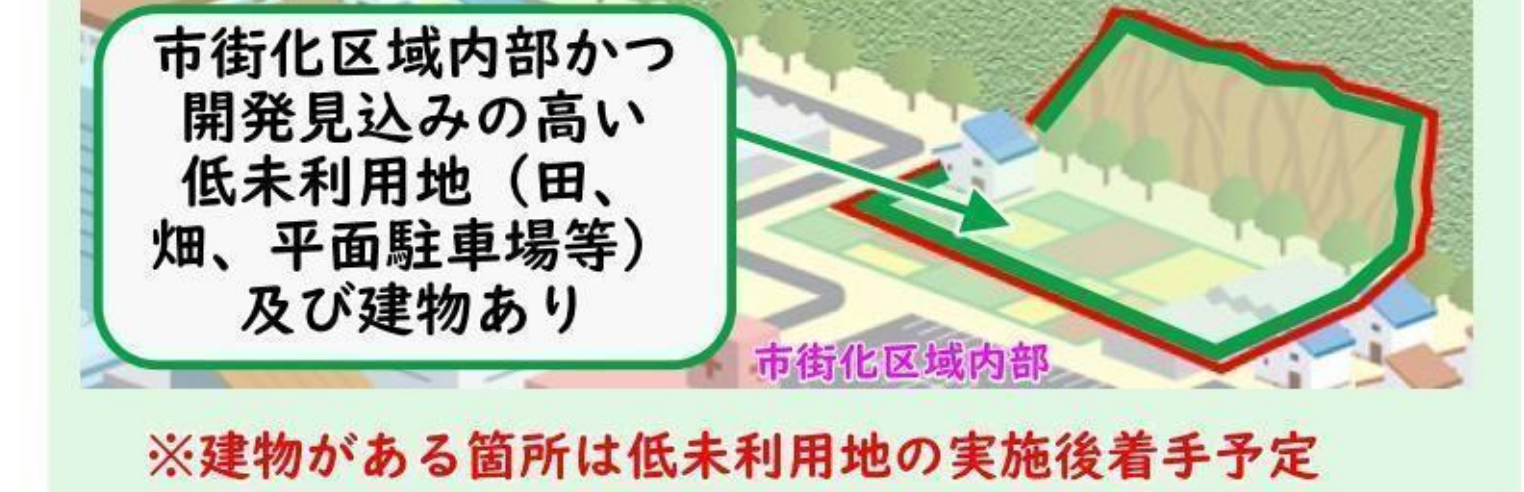 市街化区域内部かつ
開発見込みの高い
低未利用地（田、
畑、平面駐車場等）
及び建物あり
市街化区域内部
※建物がある箇所は低未利用地の実施後着手予定